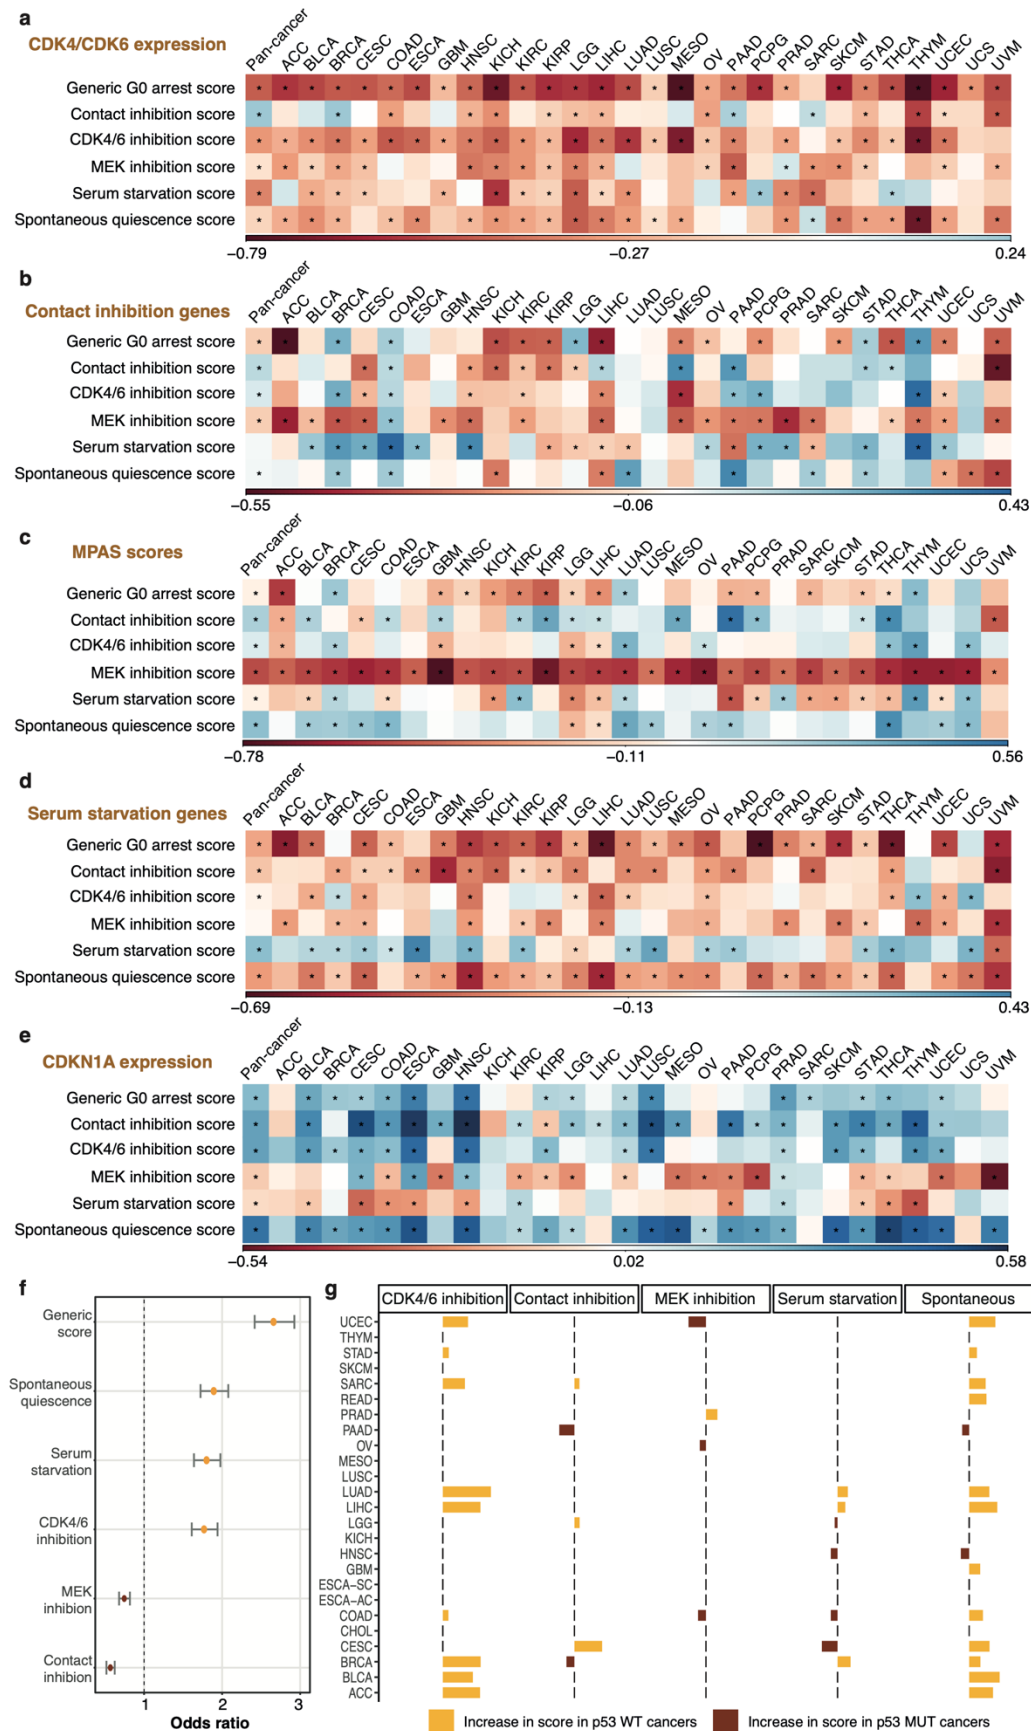 a
CDK4/CDK6 expression
Pan-cancer ACC BLCA BRCA CESC COAD ESCA GBM HNSC KICH KIRC KIRP LGG LIHC LUAD LUSC MESO OV PAAD PCPG PRAD SARC SKCM STAD THCA THYM UCEC UCS UVM
Generic G0 arrest score
Contact inhibition score
CDK4/6 inhibition score
MEK inhibition score
Serum starvation score
Spontaneous quiescence score
−0.79 −0.27 0.24
b
Contact inhibition genes
Pan-cancer ACC BLCA BRCA CESC COAD ESCA GBM HNSC KICH KIRC KIRP LGG LIHC LUAD LUSC MESO OV PAAD PCPG PRAD SARC SKCM STAD THCA THYM UCEC UCS UVM
Generic G0 arrest score
Contact inhibition score
CDK4/6 inhibition score
MEK inhibition score
Serum starvation score
Spontaneous quiescence score
−0.55 −0.06 0.43
c
MPAS scores
Pan-cancer ACC BLCA BRCA CESC COAD ESCA GBM HNSC KICH KIRC KIRP LGG LIHC LUAD LUSC MESO OV PAAD PCPG PRAD SARC SKCM STAD THCA THYM UCEC UCS UVM
Generic G0 arrest score
Contact inhibition score
CDK4/6 inhibition score
MEK inhibition score
Serum starvation score
Spontaneous quiescence score
−0.78 −0.11 0.56
d
Serum starvation genes
Pan-cancer ACC BLCA BRCA CESC COAD ESCA GBM HNSC KICH KIRC KIRP LGG LIHC LUAD LUSC MESO OV PAAD PCPG PRAD SARC SKCM STAD THCA THYM UCEC UCS UVM
Generic G0 arrest score
Contact inhibition score
CDK4/6 inhibition score
MEK inhibition score
Serum starvation score
Spontaneous quiescence score
−0.69 −0.13 0.43
e
CDKN1A expression
Pan-cancer ACC BLCA BRCA CESC COAD ESCA GBM HNSC KICH KIRC KIRP LGG LIHC LUAD LUSC MESO OV PAAD PCPG PRAD SARC SKCM STAD THCA THYM UCEC UCS UVM
Generic G0 arrest score
Contact inhibition score
CDK4/6 inhibition score
MEK inhibition score
Serum starvation score
Spontaneous quiescence score
−0.54 0.02 0.58
f
Generic
score
Spontaneous
quiescence
Serum
starvation
CDK4/6
inhibition
MEK
inhibion
Contact
inhibion
1 2 3
Odds ratio
g
CDK4/6 inhibition Contact inhibition MEK inhibition Serum starvation Spontaneous
UCEC
THYM
STAD
SKCM
SARC
READ
PRAD
PAAD
OV
MESO
LUSC
LUAD
LIHC
LGG
KICH
HNSC
GBM
ESCA−SC
ESCA−AC
COAD
CHOL
CESC
BRCA
BLCA
ACC
Increase in score in p53 WT cancers Increase in score in p53 MUT cancers